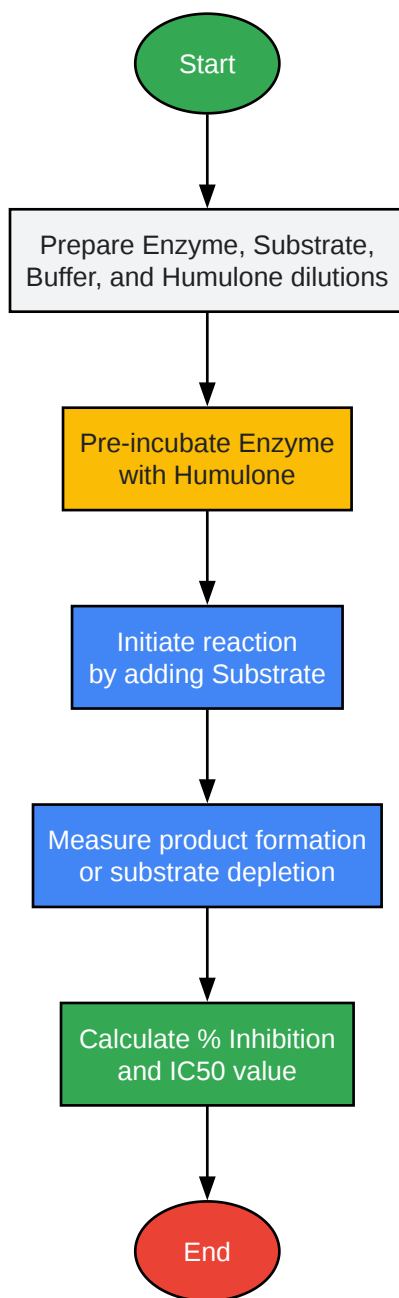 Start
Prepare Enzyme, Substrate,
Buffer, and Humulone dilutions
Pre-incubate Enzyme
with Humulone
Initiate reaction
by adding Substrate
Measure product formation
or substrate depletion
Calculate % Inhibition
and IC50 value
End